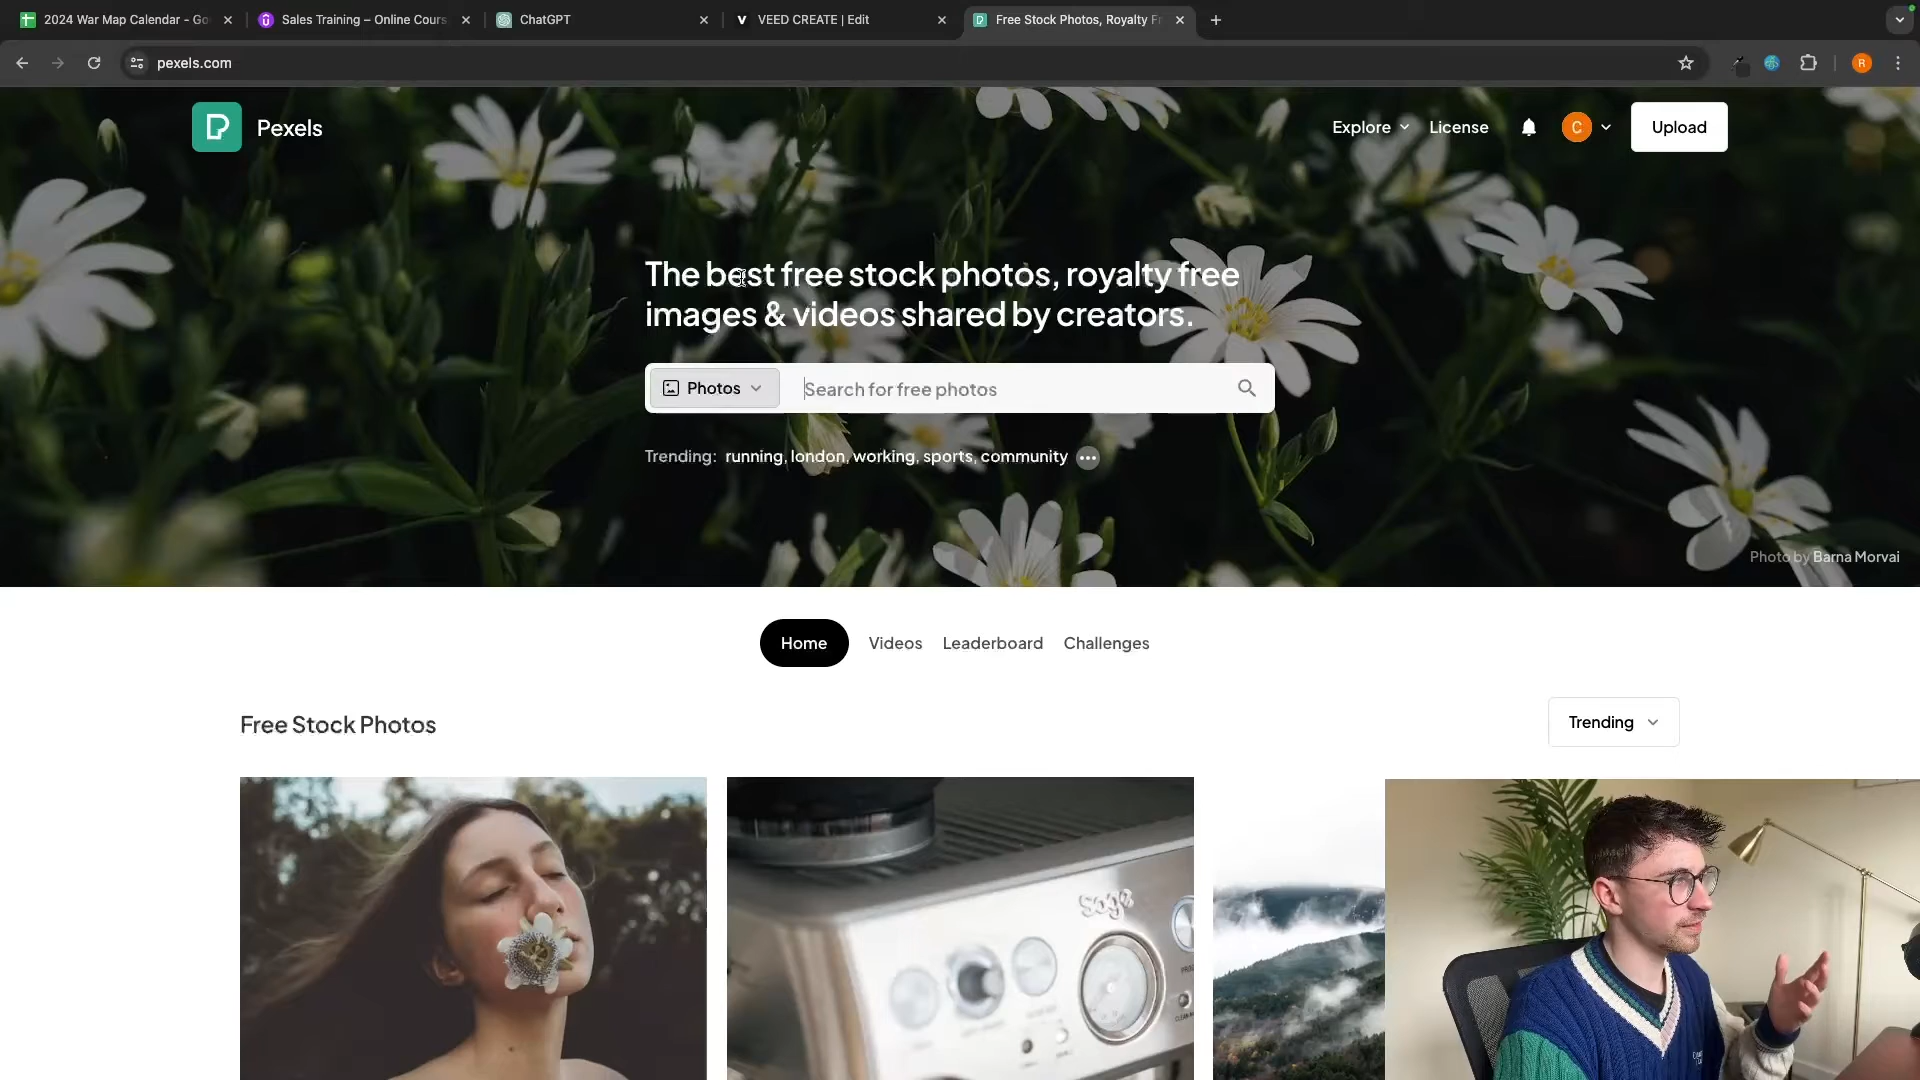 2024 War Map Calendar - Go
Sales Training – Online Cours
ChatGPT
VEED CREATE | Edit
Free Stock Photos, Royalty Fr
pexels.com
R
Pexels
Explore
License
C
Upload
The best free stock photos, royalty free
images & videos shared by creators.
Photos
Search for free photos
Trending: running, london, working, sports, community
Photo by Barna Morvai
Home
Videos
Leaderboard
Challenges
Free Stock Photos
Trending
Sage